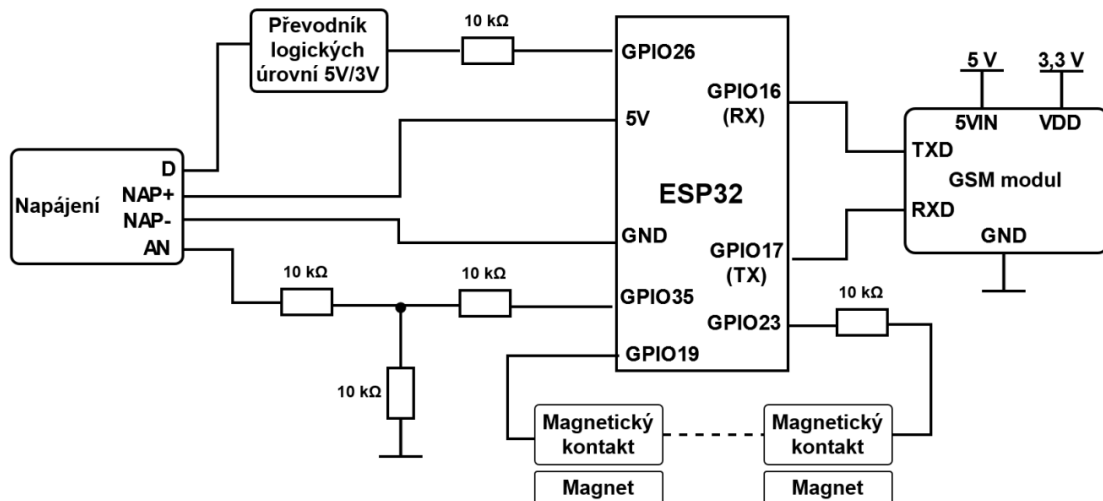 10 kΩ
Převodník
logických
úrovní 5V/3V
GPIO26
5V
GPIO16
(RX)
5 V
3,3 V
5VIN
VDD
TXD
GSM modul
RXD
GND
Napájení
D
NAP+
NAP-
AN
ESP32
GND
GPIO17
(TX)
10 kΩ
10 kΩ
GPIO35
GPIO23
10 kΩ
GPIO19
10 kΩ
Magnetický
kontakt
Magnetický
kontakt
Magnet
Magnet